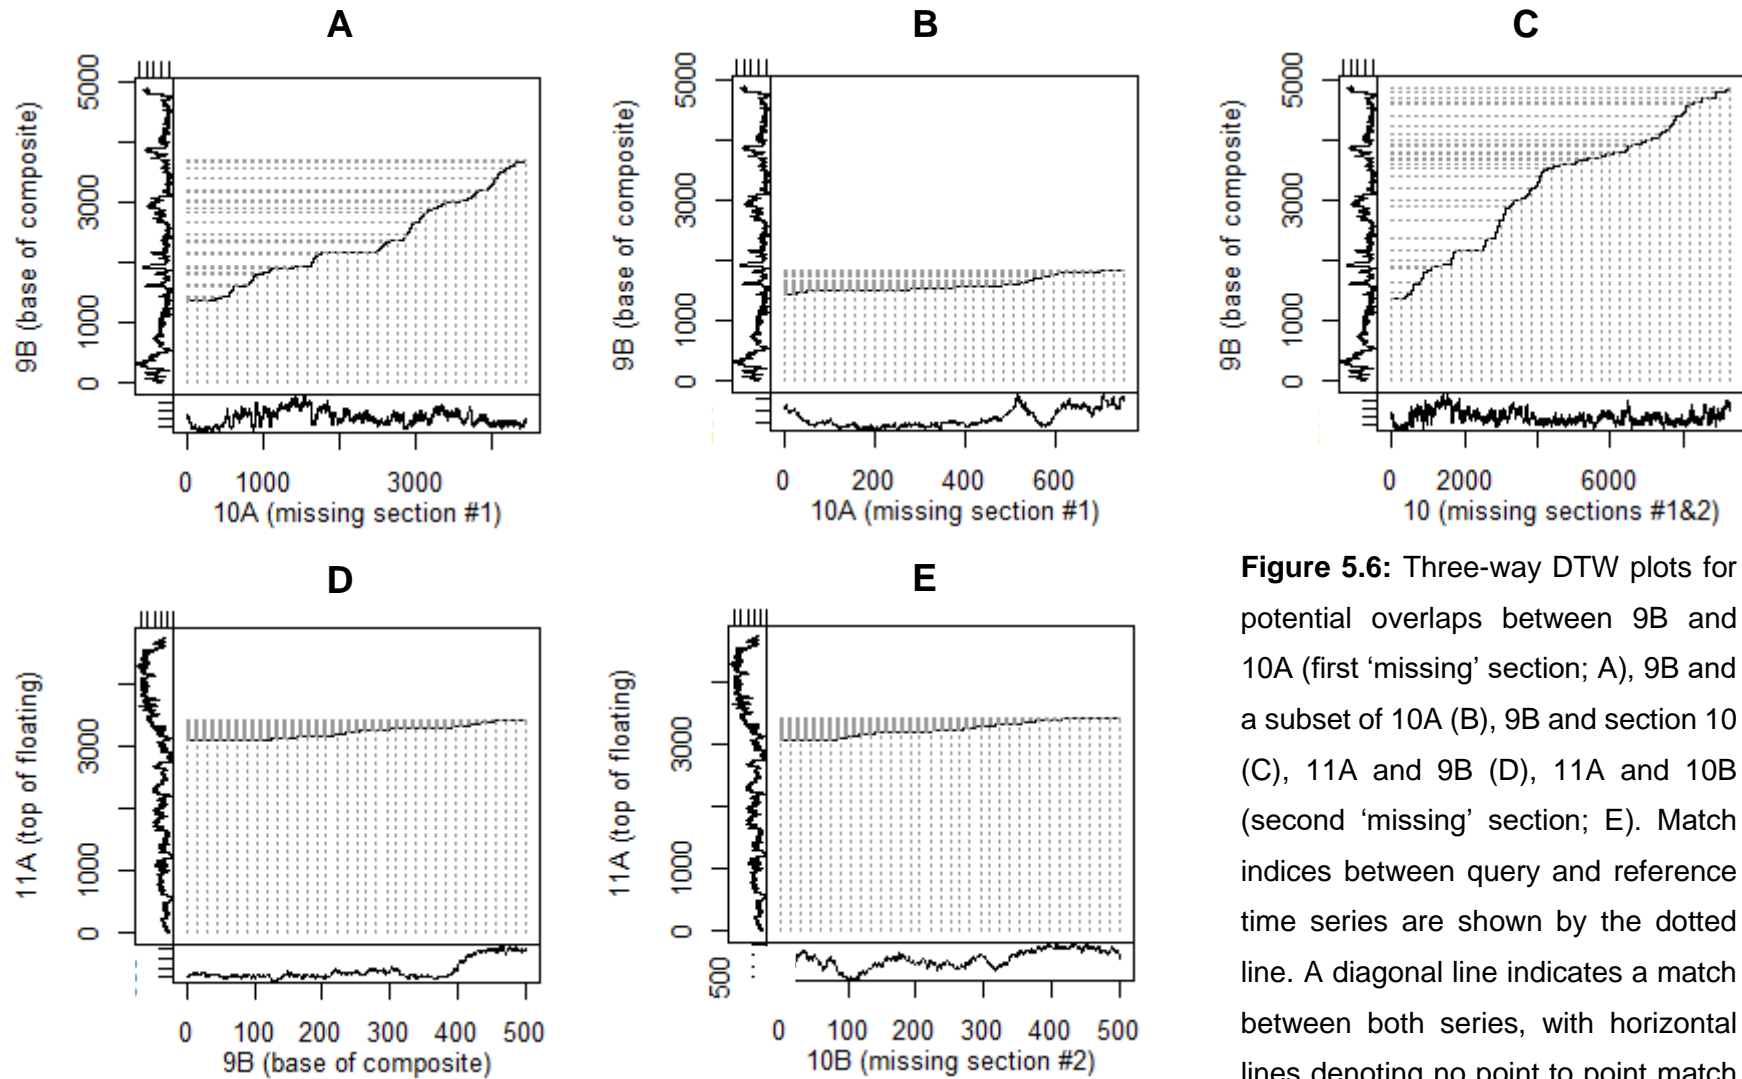 A
B
C
9B (base of composite)
0
1000
3000
5000
0
1000
3000
10A (missing section #1)
9B (base of composite)
0
1000
3000
5000
0
200
400
600
10A (missing section #1)
9B (base of composite)
0
1000
3000
5000
0
2000
6000
10 (missing sections #1&2)
D
E
11A (top of floating)
0
1000
3000
0
100
200
300
400
500
9B (base of composite)
11A (top of floating)
0
1000
3000
500
0
100
200
300
400
500
10B (missing section #2)
Figure 5.6: Three-way DTW plots for
potential overlaps between 9B and
10A (first ‘missing’ section; A), 9B and
a subset of 10A (B), 9B and section 10
(C), 11A and 9B (D), 11A and 10B
(second ‘missing’ section; E). Match
indices between query and reference
time series are shown by the dotted
line. A diagonal line indicates a match
between both series, with horizontal
lines denoting no point to point match